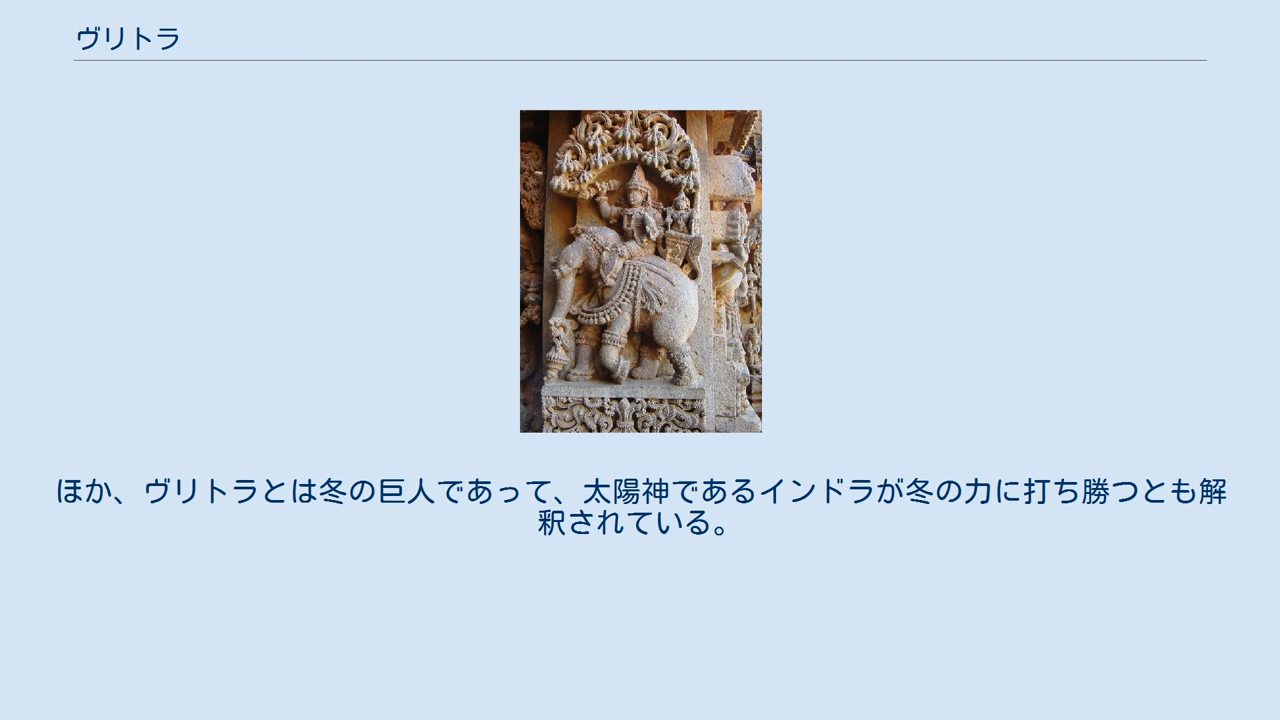 ヴリトラ
ほか、ヴリトラとは冬の巨人であって、太陽神であるインドラが冬の力に打ち勝つとも解
釈されている。